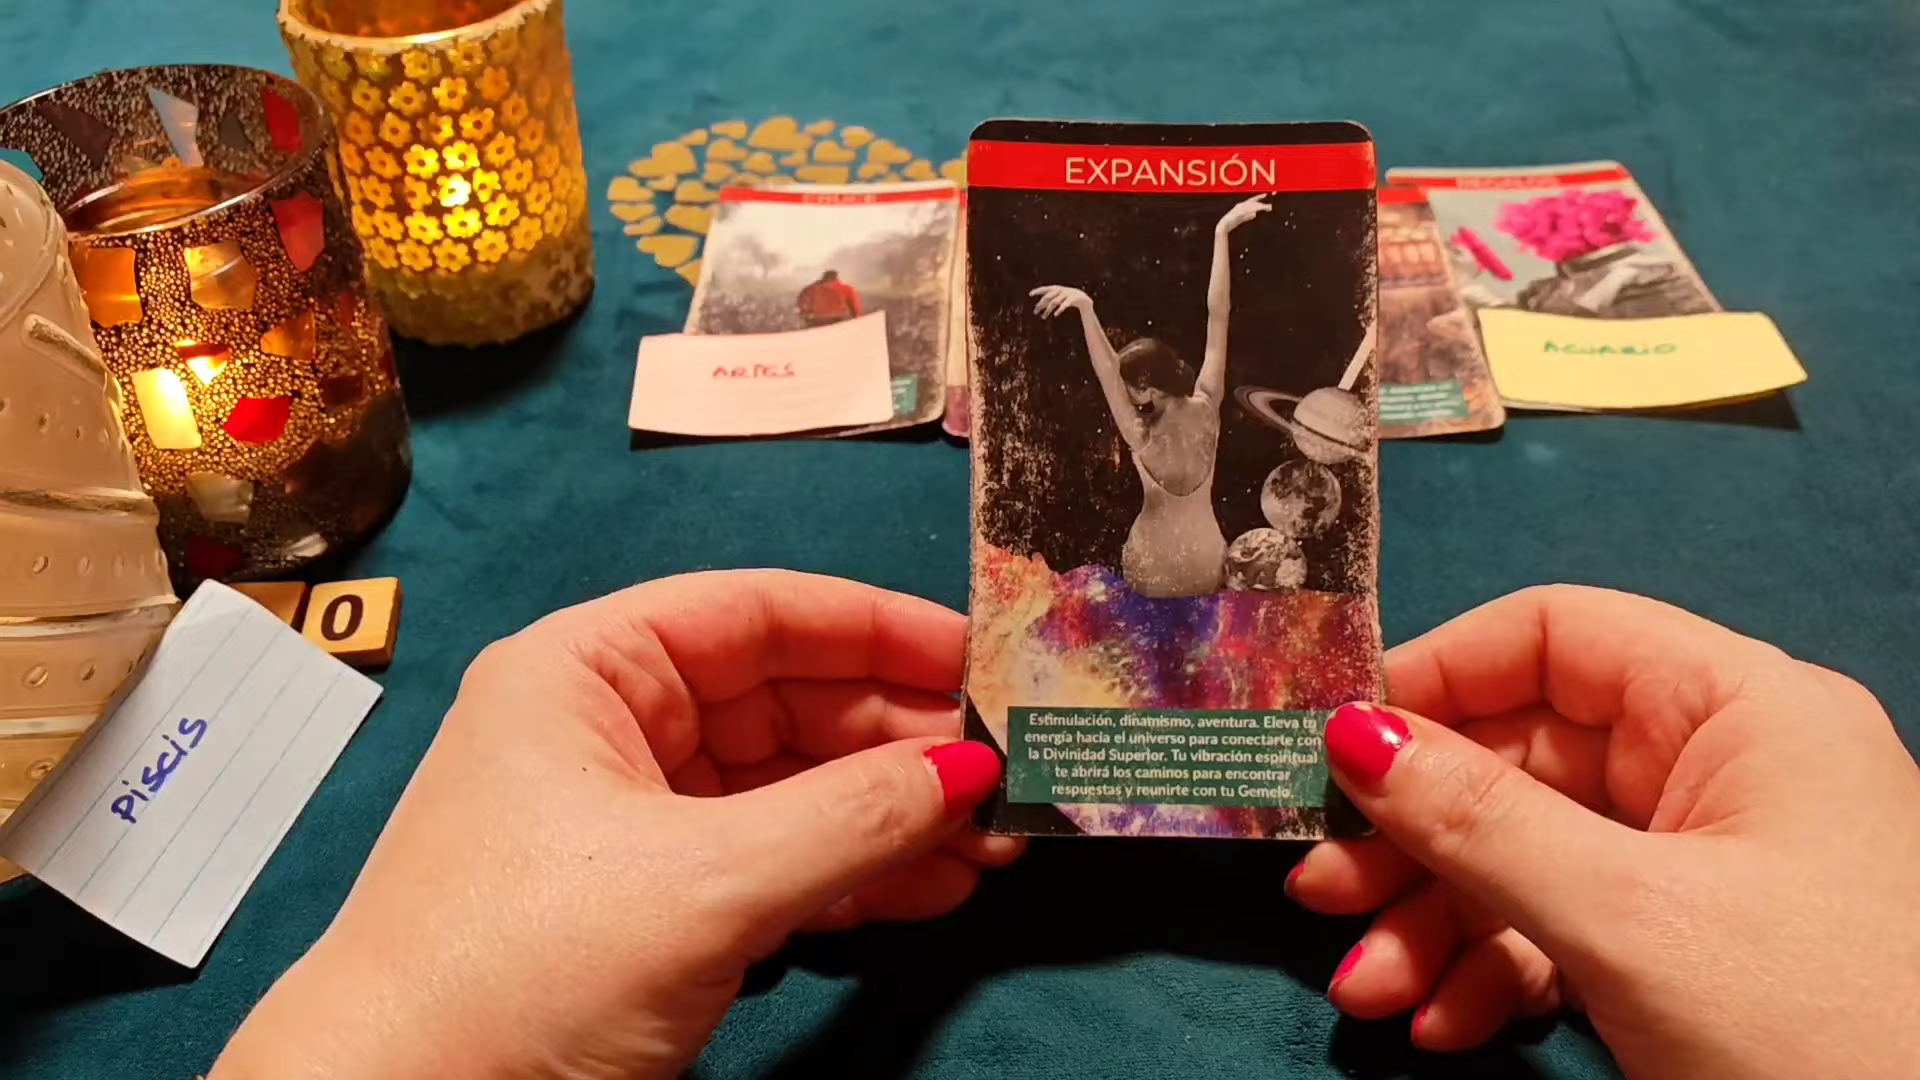 EXPANSIÓN
Estimulación, dinamismo, aventura. Eleva tu
energía hacia el universo para conectarte con
la Divinidad Superior. Tu vibración espiritual
te abrirá los caminos para encontrar
respuestas y reunirte con tu Gemelo.
REGALOS
ARIES
ACUARIO
0
Piscis